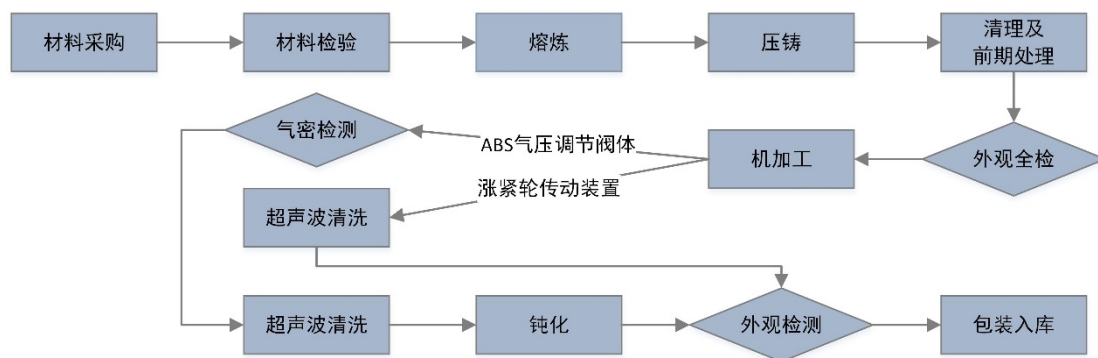 材料采购
材料检验
熔炼
压铸
清理及
前期处理
外观全检
机加工
ABS气压调节阀体
气密检测
涨紧轮传动装置
超声波清洗
超声波清洗
钝化
外观检测
包装入库